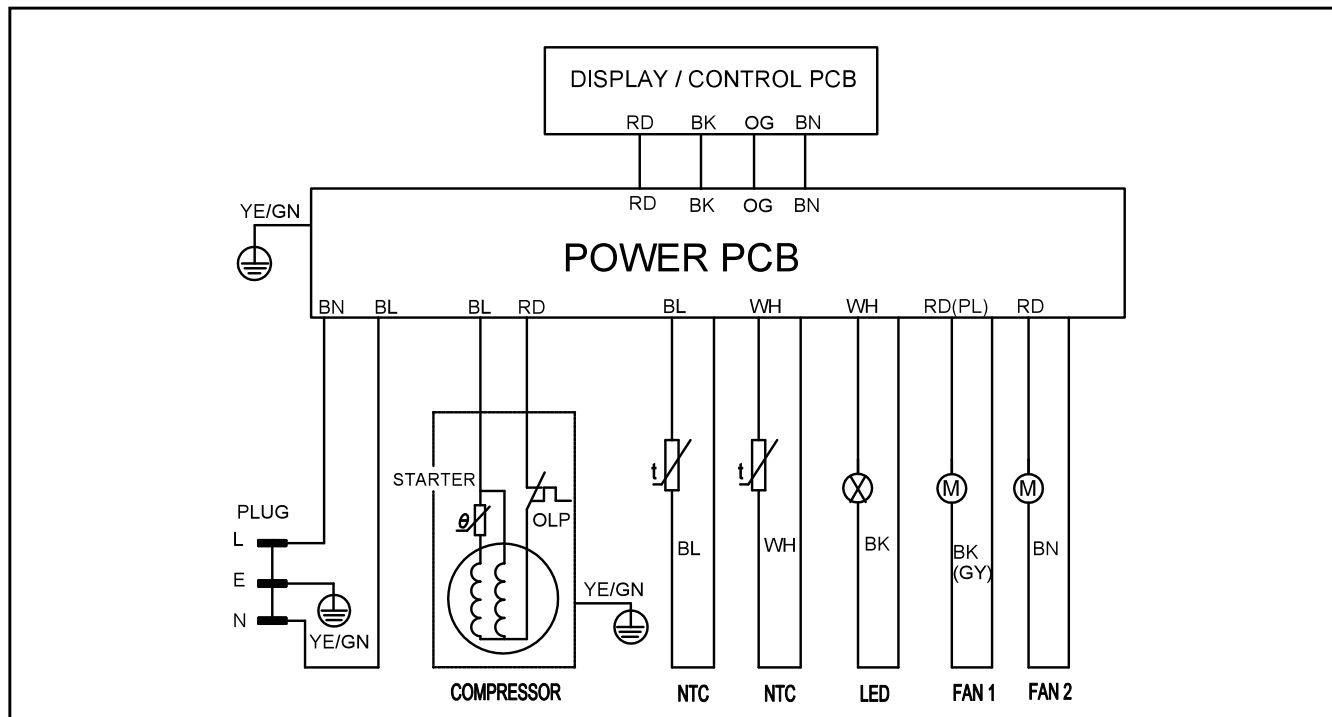 DISPLAY / CONTROL PCB
RD BK OG BN
RD BK OG BN
YE/GN
POWER PCB
BN BL BL RD BL WH WH RD(PL) RD
STARTER
t t
θ
OLP
M M
PLUG
L
BL WH BK BK BN
(GY)
E
YE/GN
N
YE/GN
COMPRESSOR NTC NTC LED FAN 1 FAN 2